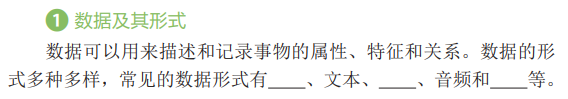 1 数据及其形式
数据可以用来描述和记录事物的属性、特征和关系。数据的形
式多种多样，常见的数据形式有____、文本、____、音频和____等。